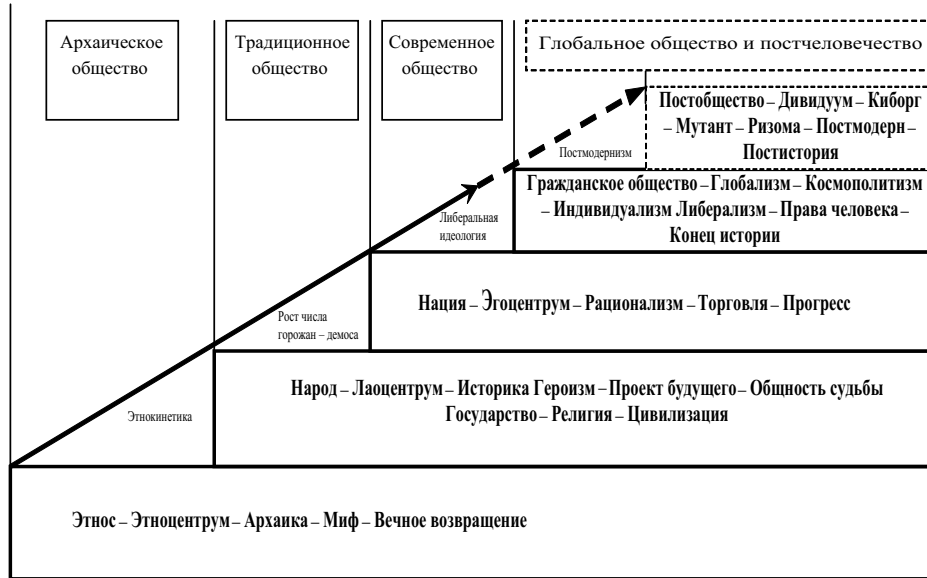 Архаическое
общество
Традиционное
общество
Современное
общество
Глобальное общество и постчеловечество
Постобщество – Дивидуум – Киборг
– Мутант – Ризома – Постмодерн –
Постистория
Постмодернизм
Гражданское общество – Глобализм – Космополитизм
– Индивидуализм Либерализм – Права человека –
Конец истории
Либеральная
идеология
Нация – Эгоцентрум – Рационализм – Торговля – Прогресс
Рост числа
горожан – демоса
Народ – Лаоцентрум – Историка Героизм – Проект будущего – Общность судьбы
Государство – Религия – Цивилизация
Этнокинетика
Этнос – Этноцентрум – Архаика – Миф – Вечное возвращение